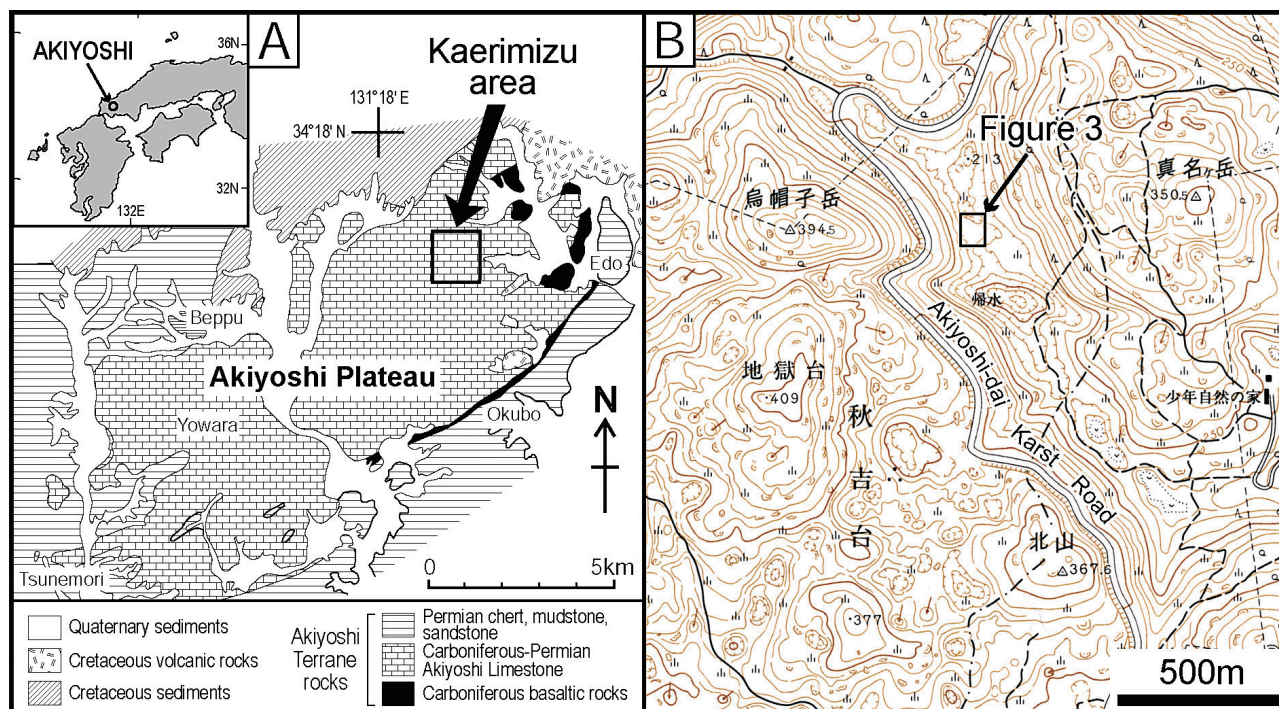 AKIYOSHI
36N
32N
132E
A
Kaerimizu
area
131°18' E
34°18' N
Edo
Beppu
Akiyoshi Plateau
Yowara
Okubo
N
Tsunemori
0
5km
Quaternary sediments
Cretaceous volcanic rocks
Cretaceous sediments
Akiyoshi
Terrane
rocks
Permian chert, mudstone,
sandstone
Carboniferous-Permian
Akiyoshi Limestone
Carboniferous basaltic rocks
B
Figure 3
250
213
真名岳
350.5
烏帽子岳
394.5
帰水
Akiyoshi-dai
Karst
Road
地獄台
409
少年自然の家
250
秋吉台
北山
367.6
377
500m